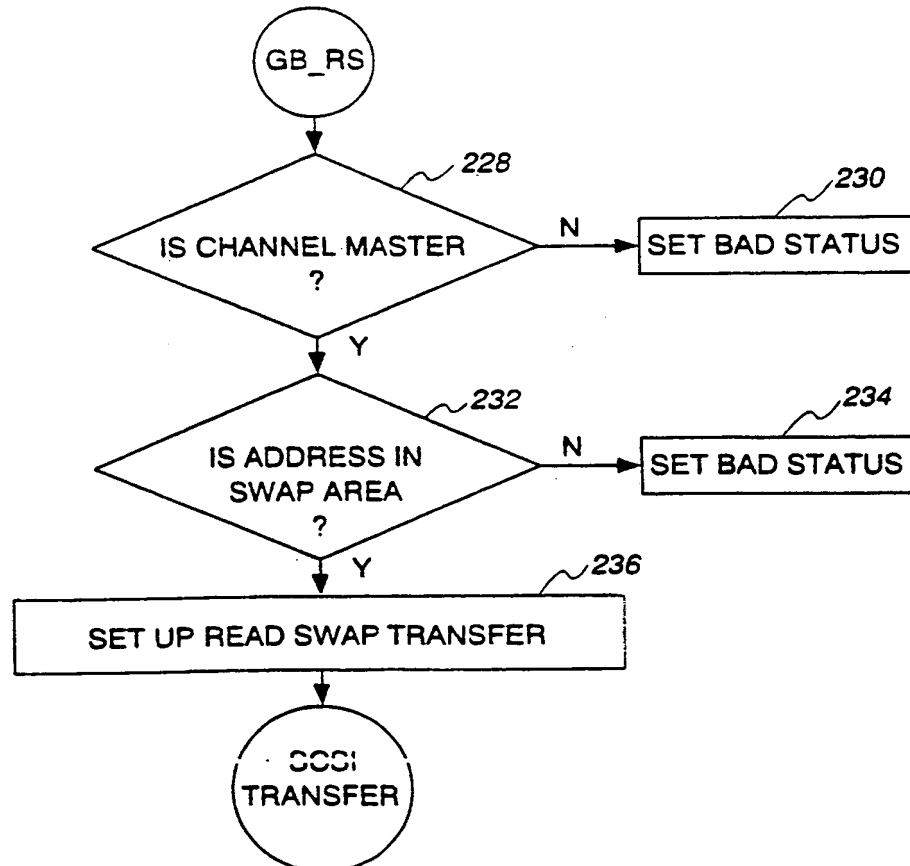 GB_RS
228
230
IS CHANNEL MASTER
?
N
SET BAD STATUS
Y
232
234
IS ADDRESS IN
SWAP AREA
?
N
SET BAD STATUS
Y
236
SET UP READ SWAP TRANSFER
SCSI
TRANSFER